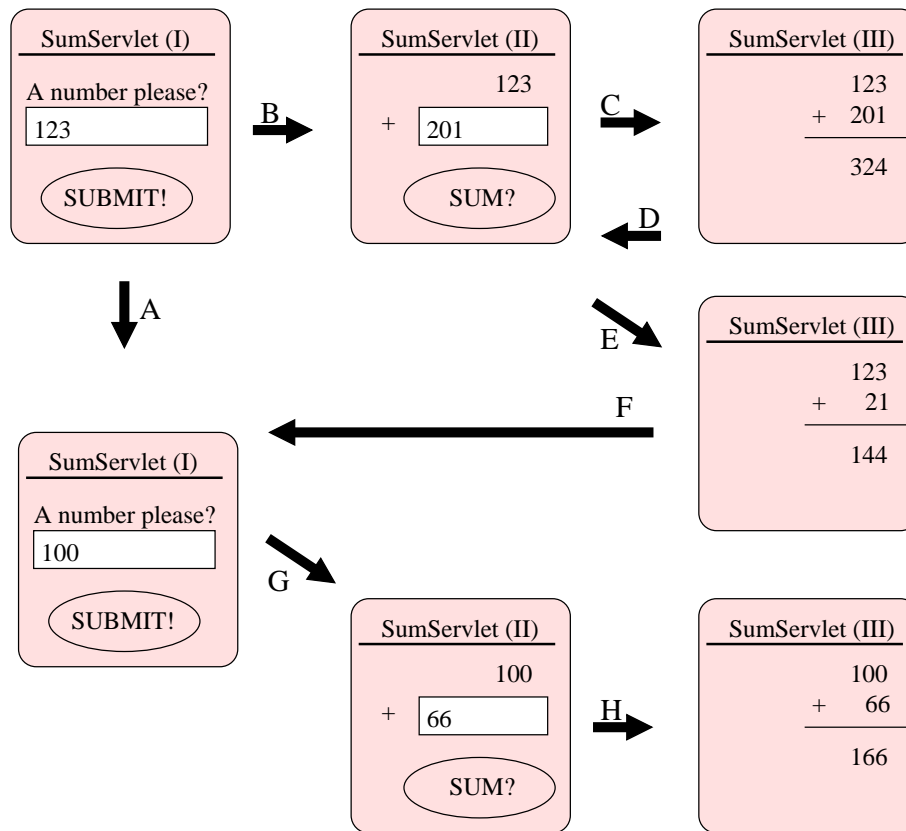 SumServlet (I)
A number please?
123
SUBMIT!
B
SumServlet (II)
123
+ 201
SUM?
C
SumServlet (III)
123
+ 201
324
D
A
E
SumServlet (III)
123
+ 21
144
F
SumServlet (I)
A number please?
100
SUBMIT!
G
SumServlet (II)
100
+ 66
SUM?
H
SumServlet (III)
100
+ 66
166